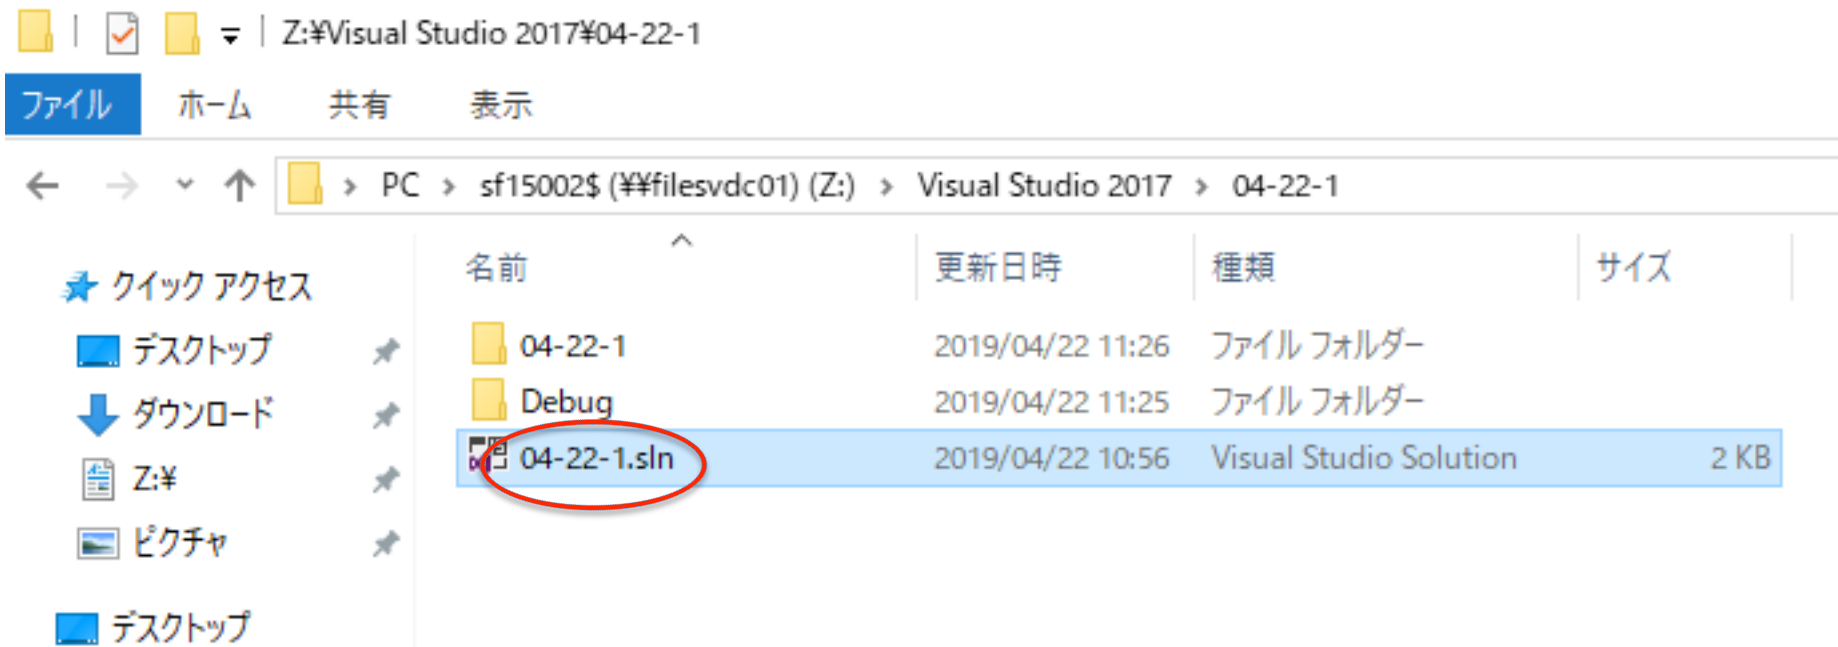 Z:¥Visual Studio 2017¥04-22-1
ファイル ホーム 共有 表示
PC › sf15002$ (¥¥filesvdc01) (Z:) › Visual Studio 2017 › 04-22-1
名前 更新日時 種類 サイズ
クイック アクセス
デスクトップ
ダウンロード
Z:¥
ピクチャ
デスクトップ
04-22-1 2019/04/22 11:26 ファイル フォルダー
Debug 2019/04/22 11:25 ファイル フォルダー
04-22-1.sln 2019/04/22 10:56 Visual Studio Solution 2 KB